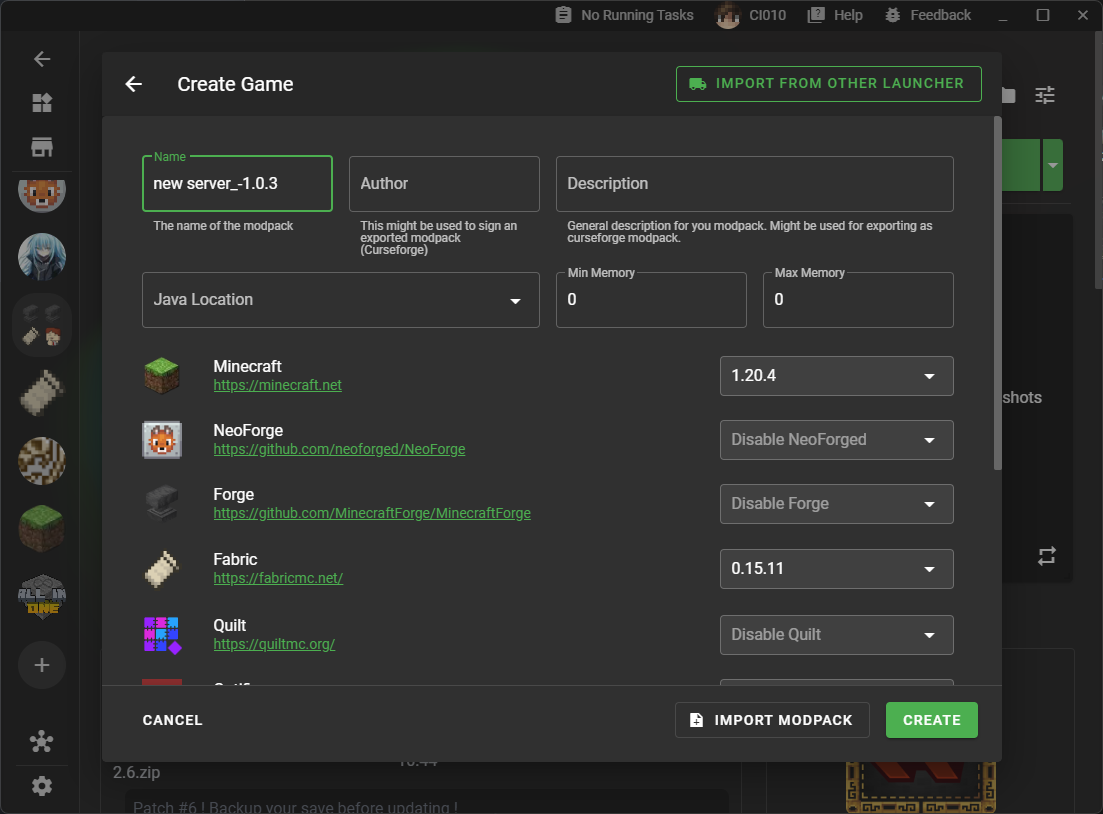 No Running Tasks
CI010
Help
Feedback
Create Game
IMPORT FROM OTHER LAUNCHER
Name
new server_-1.0.3
Author
Description
The name of the modpack
This might be used to sign an
exported modpack
(Curseforge)
General description for you modpack. Might be used for exporting as
curseforge modpack.
Java Location
Min Memory
0
Max Memory
0
Minecraft
https://minecraft.net
1.20.4
NeoForge
https://github.com/neoforged/NeoForge
Disable NeoForged
Forge
https://github.com/MinecraftForge/MinecraftForge
Disable Forge
shots
Fabric
https://fabricmc.net/
0.15.11
Quilt
https://quiltmc.org/
Disable Quilt
ALL IN
ONE
CANCEL
IMPORT MODPACK
CREATE
2.6.zip
Patch #6 ! Backup your save before updating !